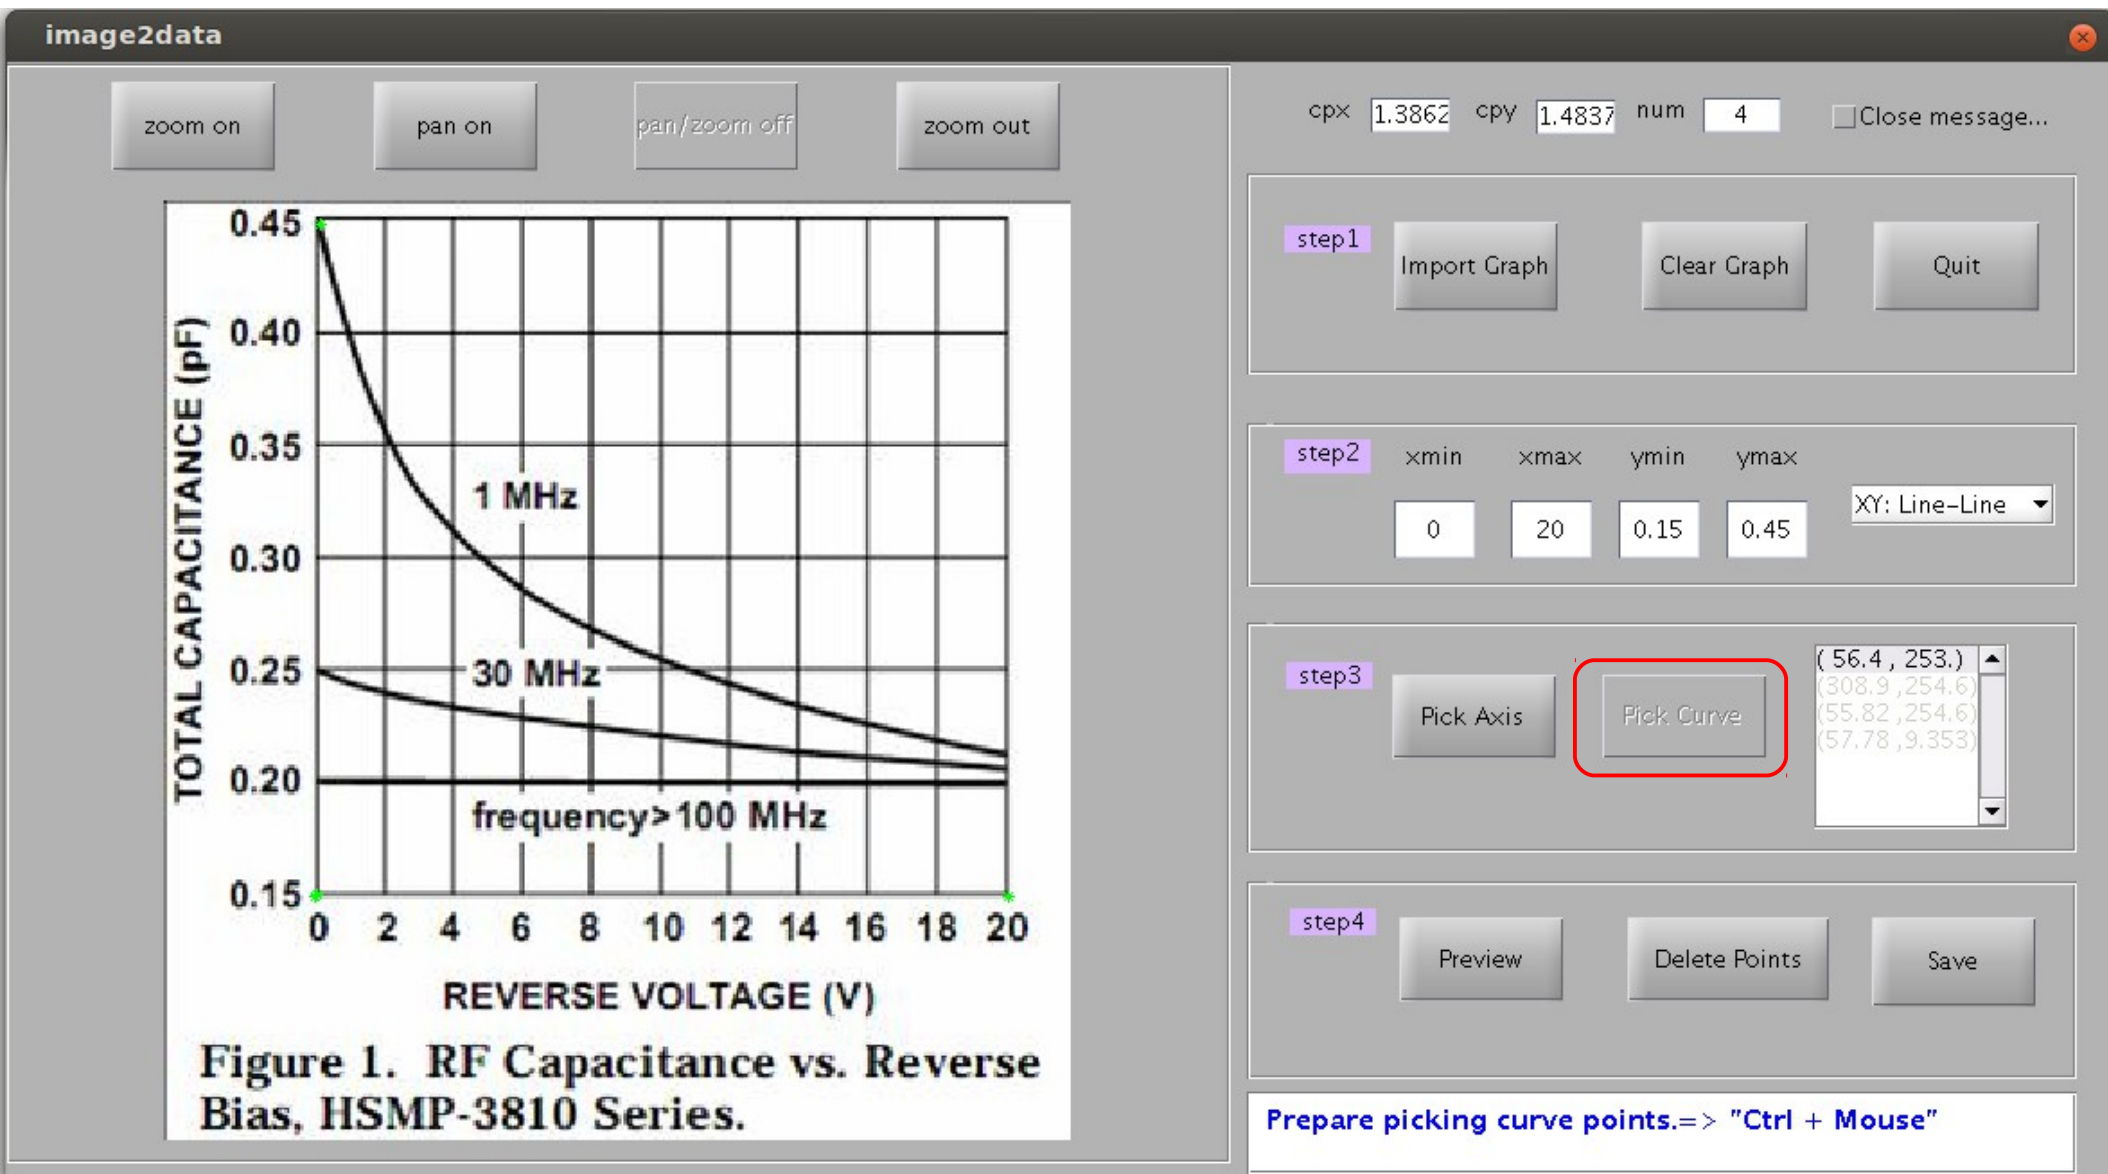 image2data
zoom on
pan on
pan/zoom off
zoom out
cpx 1.3862 cpy 1.4837 num 4
Close message...
0.45
0.40
0.35
0.30
0.25
0.20
0.15
TOTAL CAPACITANCE (pF)
1 MHz
30 MHz
frequency>100 MHz
0 2 4 6 8 10 12 14 16 18 20
REVERSE VOLTAGE (V)
Figure 1. RF Capacitance vs. Reverse
Bias, HSMP-3810 Series.
step1
Import Graph
Clear Graph
Quit
step2
xmin xmax ymin ymax
0 20 0.15 0.45
XY: Line-Line
step3
Pick Axis
Pick Curve
( 56.4 , 253.)
(308.9 ,254.6)
(55.82 ,254.6)
(57.78 ,9.353)
step4
Preview
Delete Points
Save
Prepare picking curve points.=> "Ctrl + Mouse"